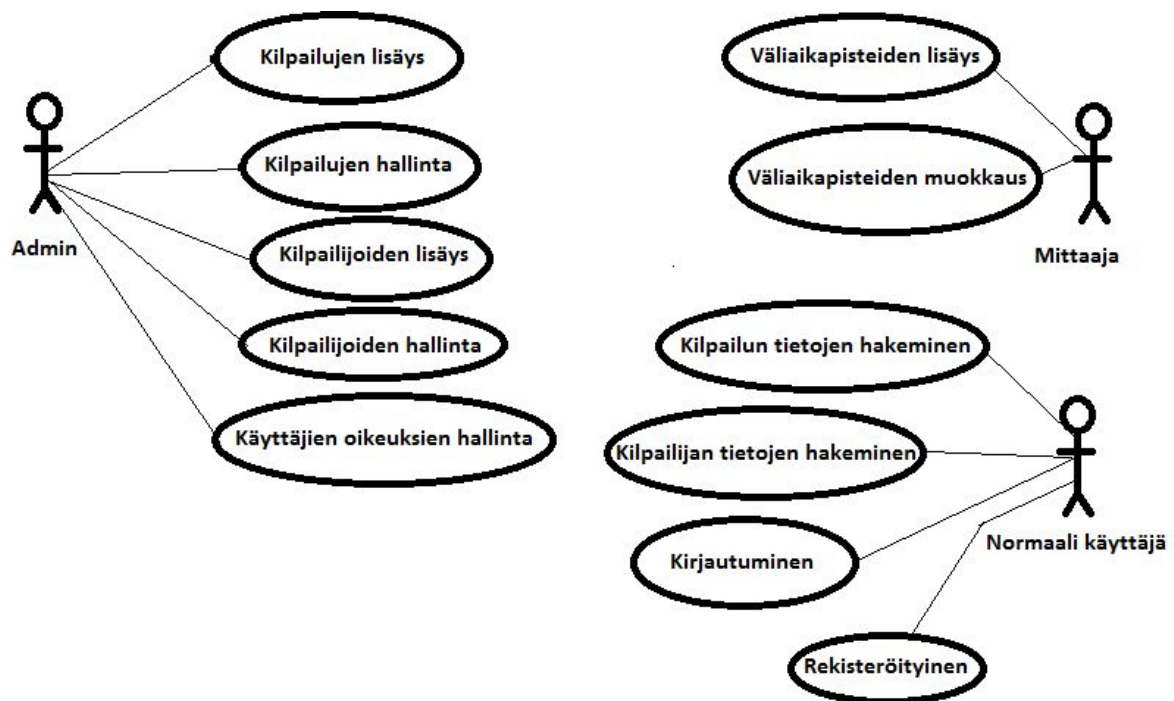 Kilpailujen lisäys
Kilpailujen hallinta
Kilpailijoiden lisäys
Kilpailijoiden hallinta
Käyttäjien oikeuksien hallinta
Admin
Väliaikapisteiden lisäys
Väliaikapisteiden muokkaus
Mittaaja
Kilpailun tietojen hakeminen
Kilpailijan tietojen hakeminen
Kirjautuminen
Rekisteröityinen
Normaali käyttäjä